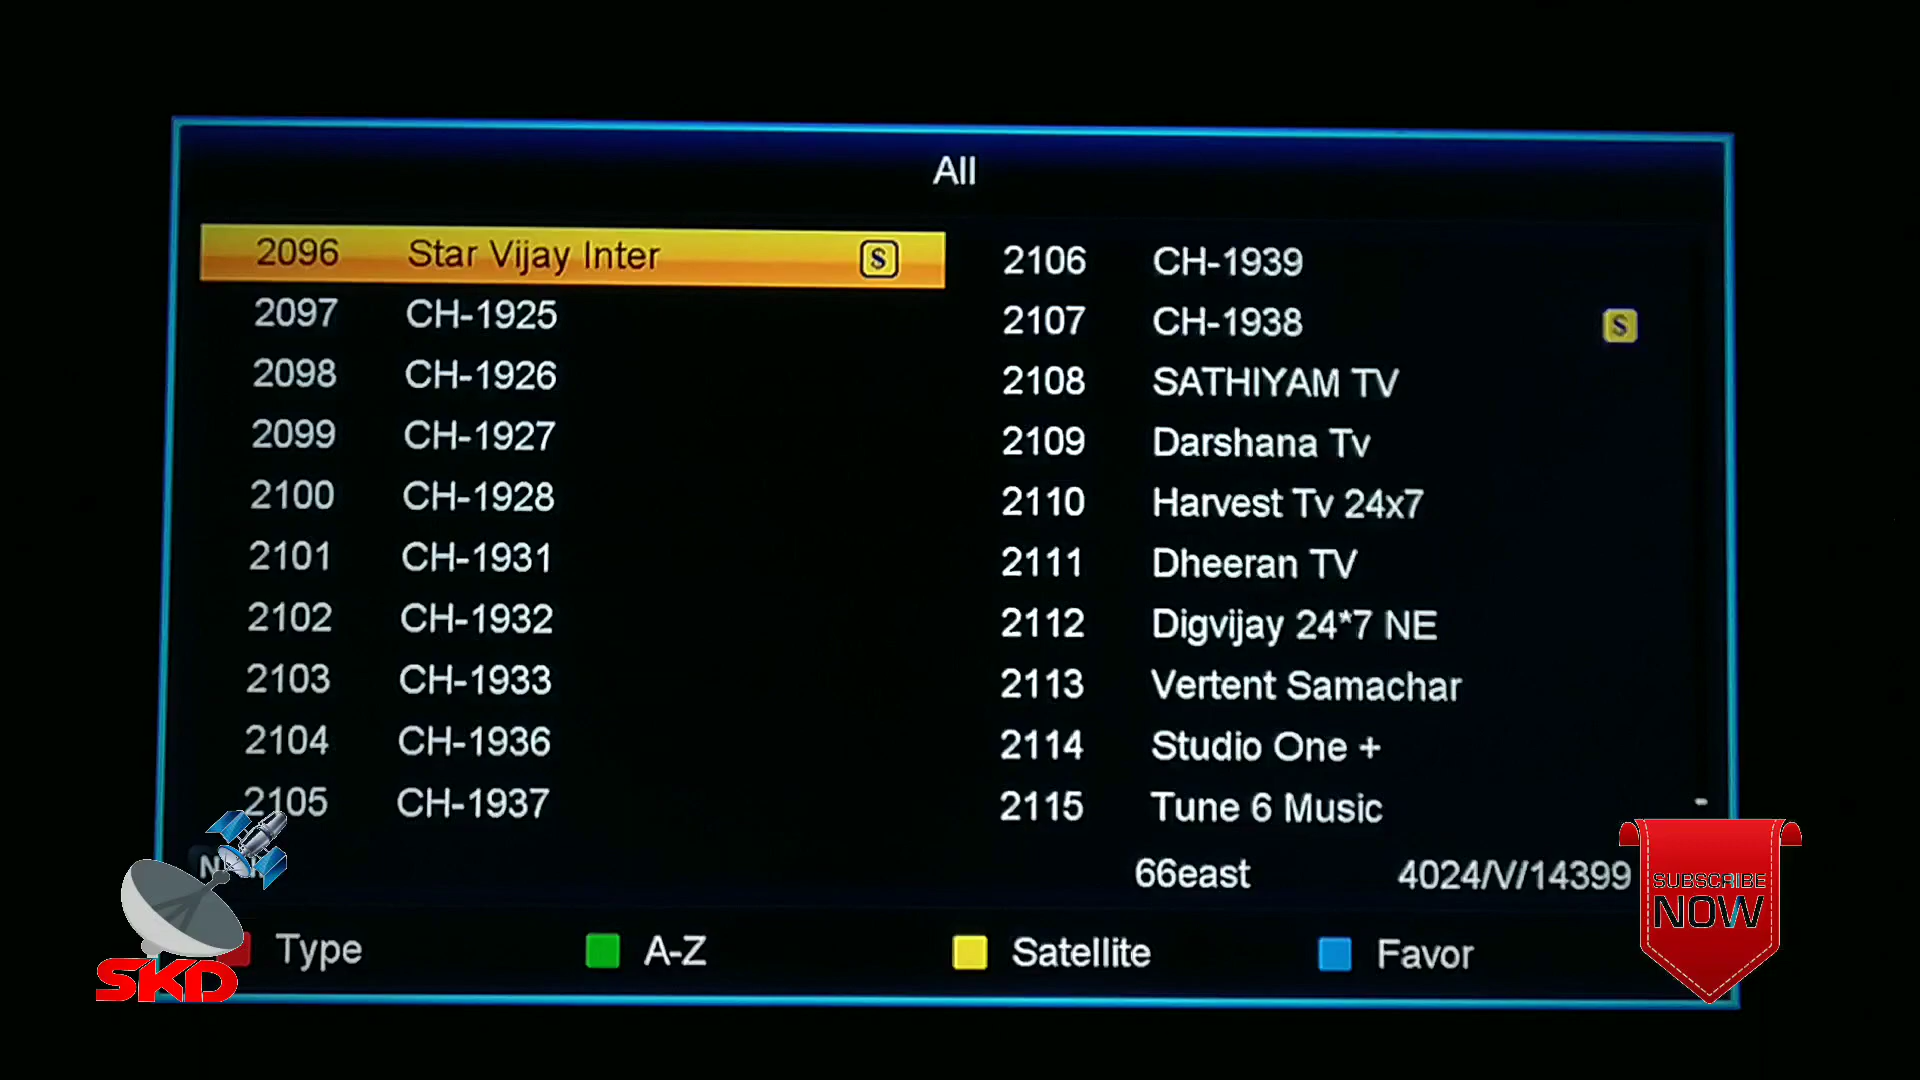 All
2096 Star Vijay Inter S
2097 CH-1925
2098 CH-1926
2099 CH-1927
2100 CH-1928
2101 CH-1931
2102 CH-1932
2103 CH-1933
2104 CH-1936
2105 CH-1937
2106 CH-1939
2107 CH-1938 S
2108 SATHIYAM TV
2109 Darshana Tv
2110 Harvest Tv 24x7
2111 Dheeran TV
2112 Digvijay 24*7 NE
2113 Vertent Samachar
2114 Studio One +
2115 Tune 6 Music
66east 4024/V/14399
Type A-Z Satellite Favor
SKD
SUBSCRIBE
NOW